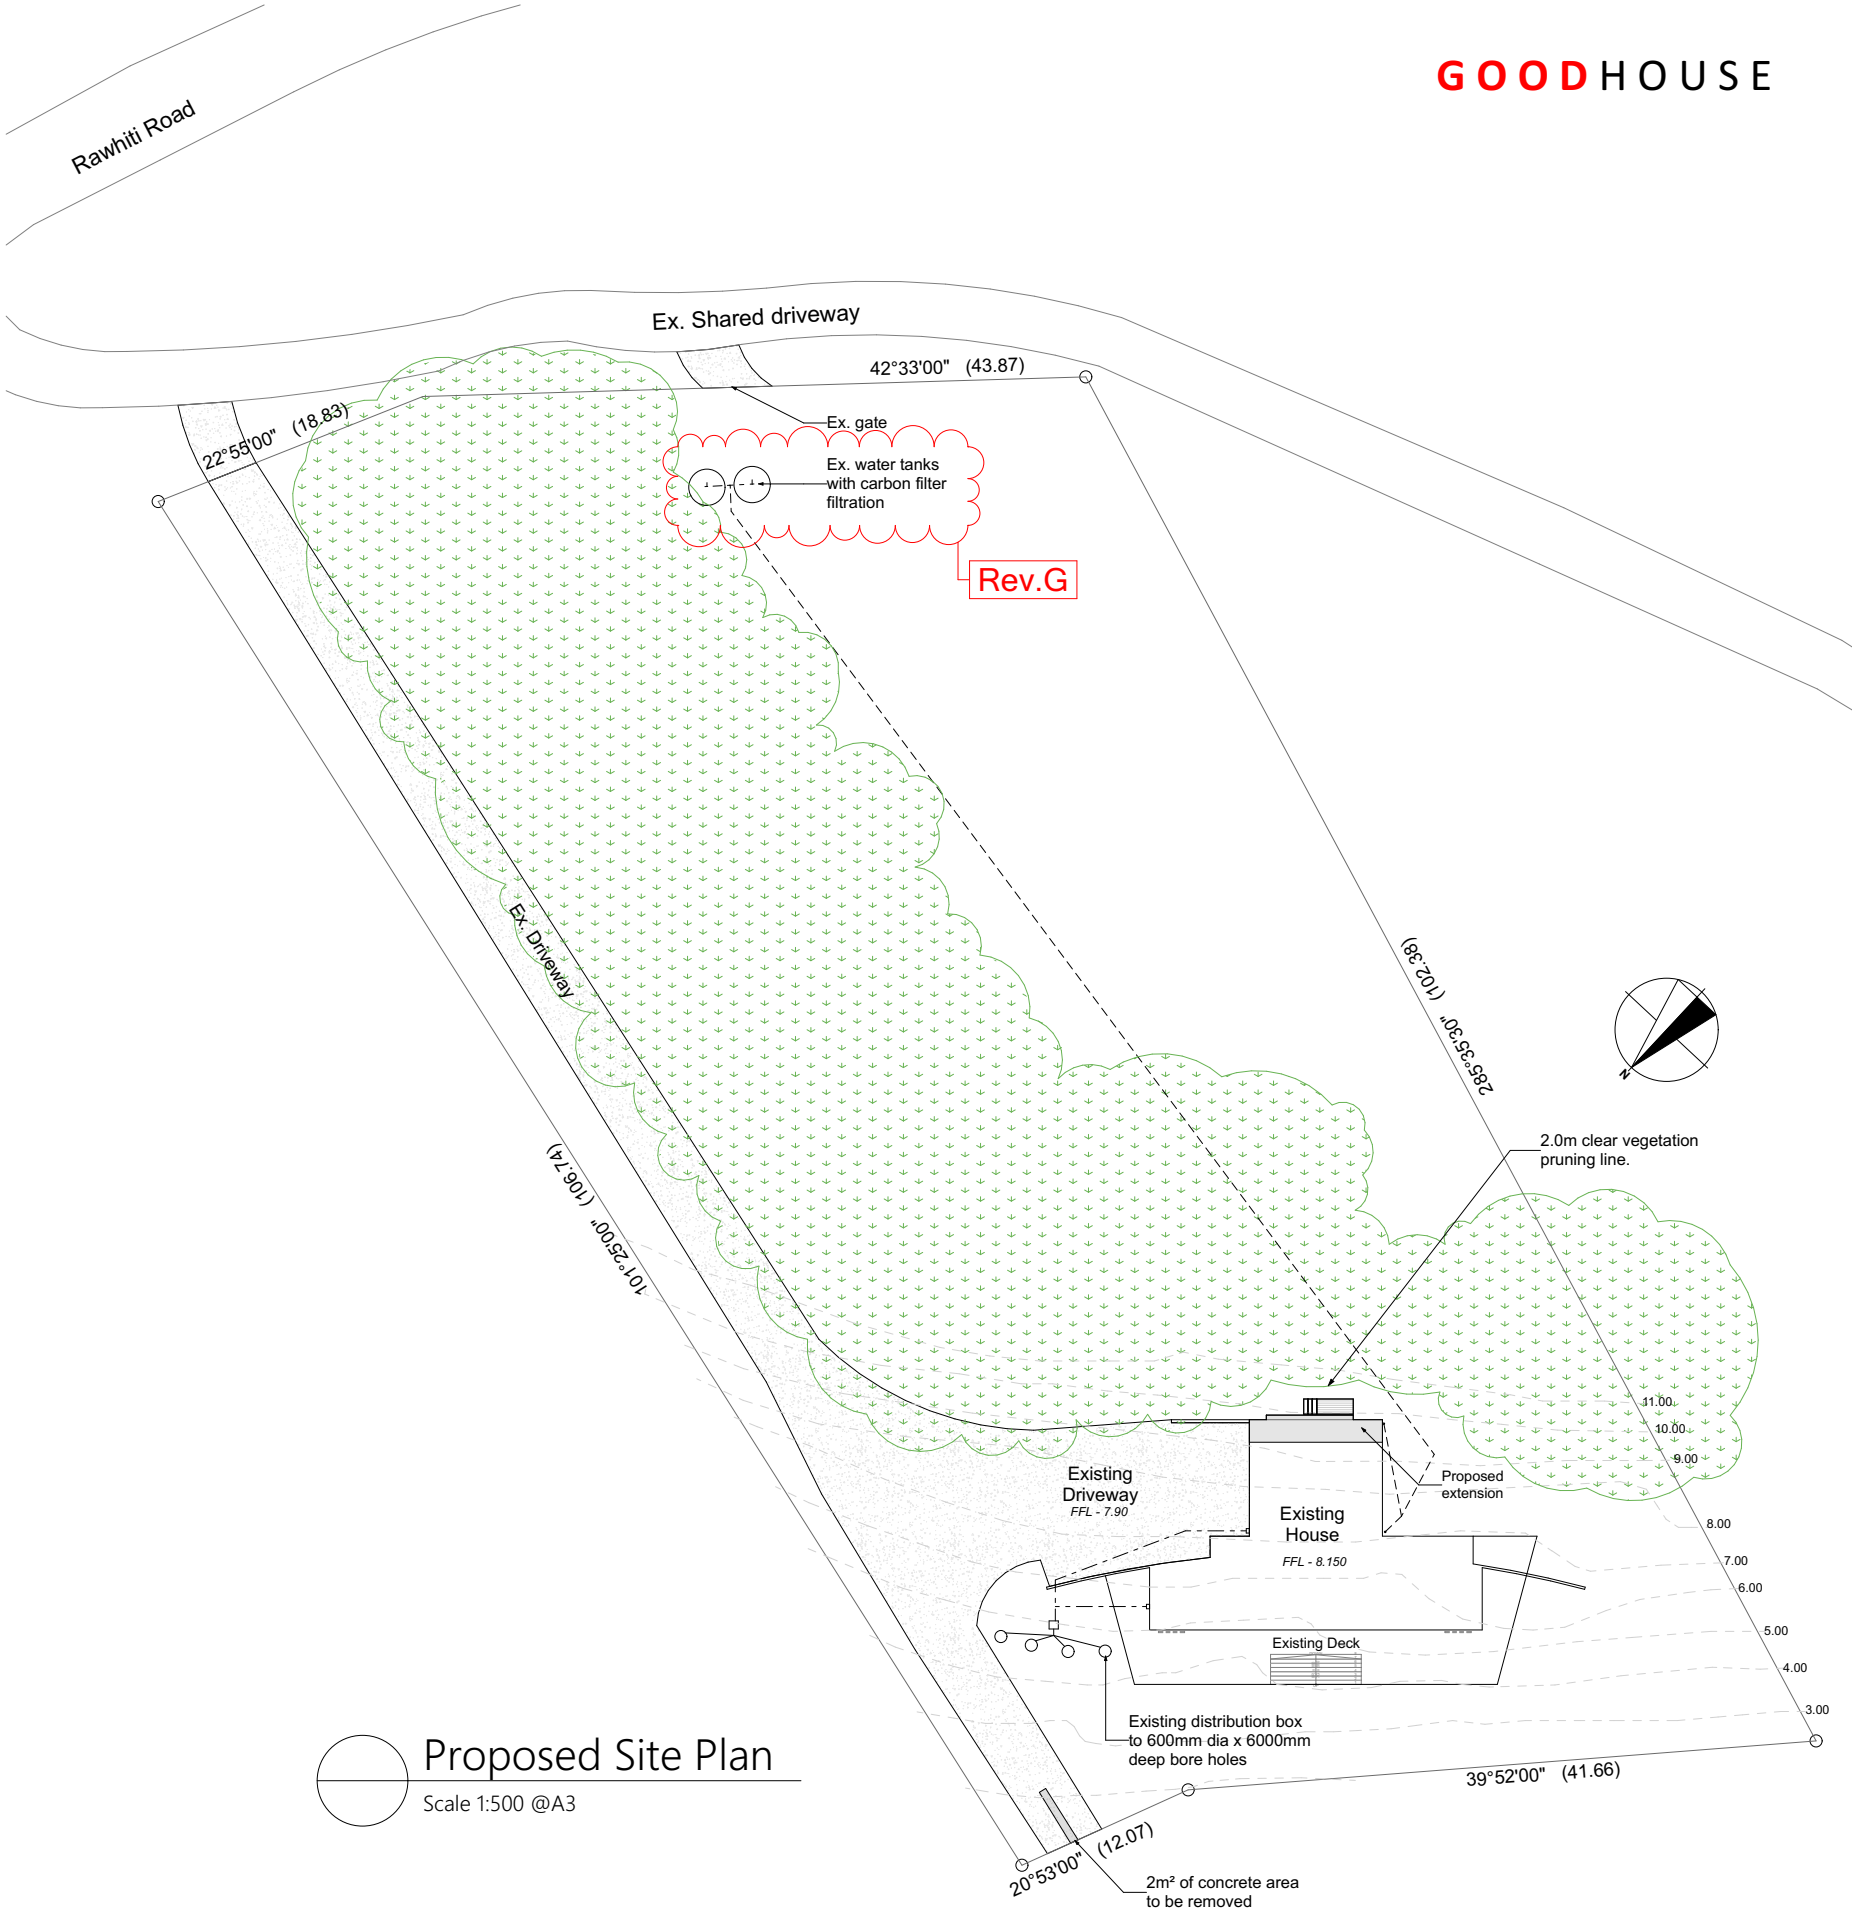 GOODHOUSE
Rawhiti Road
Ex. Shared driveway
42°33'00" (43.87)
22°55'00" (18.83)
Ex. gate
Ex. water tanks
with carbon filter
filtration
Rev.G
Ex. Driveway
285°35'30" (102.38)
N
2.0m clear vegetation
pruning line.
101°25'00" (106.74)
11.00
10.00
9.00
Proposed
extension
Existing
Driveway
FFL - 7.90
Existing
House
FFL - 8.150
8.00
7.00
6.00
5.00
Existing Deck
4.00
3.00
Existing distribution box
to 600mm dia x 6000mm
deep bore holes
39°52'00" (41.66)
Proposed Site Plan
Scale 1:500 @A3
20°53'00" (12.07)
2m² of concrete area
to be removed